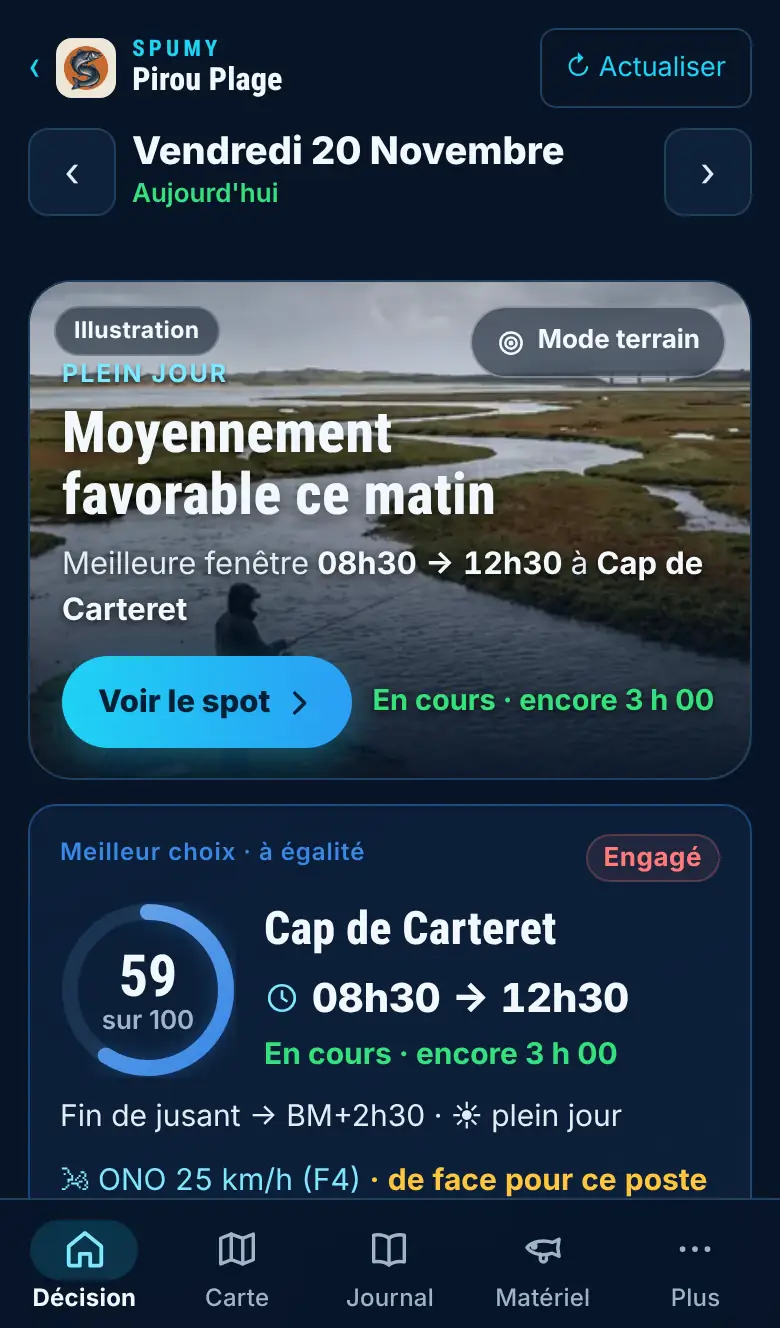 SPUMY
Pirou Plage
Actualiser
Vendredi 20 Novembre
Aujourd'hui
Illustration
Mode terrain
PLEIN JOUR
Moyennement
favorable ce matin
Meilleure fenêtre 08h30 → 12h30 à Cap de
Carteret
Voir le spot
En cours · encore 3 h 00
Meilleur choix · à égalité
Engagé
59
sur 100
Cap de Carteret
08h30 → 12h30
En cours · encore 3 h 00
Fin de jusant → BM+2h30 · ☀ plein jour
🌬 ONO 25 km/h (F4) · de face pour ce poste
Décision
Carte
Journal
Matériel
Plus